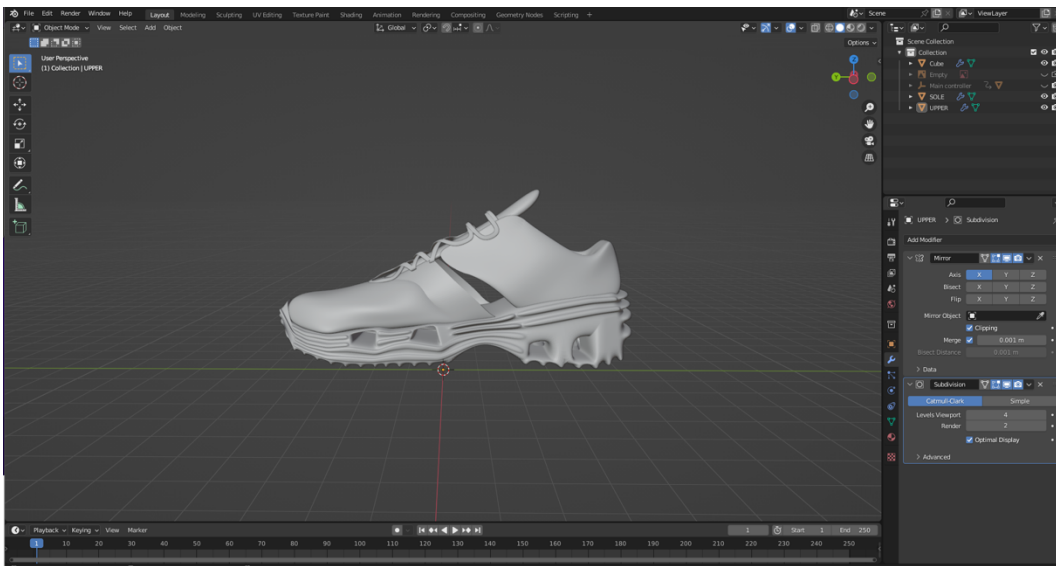 File Edit Render Window Help Layout Modeling Sculpting UV Editing Texture Paint Shading Animation Rendering Compositing Geometry Nodes Scripting + Scene ViewLayer
Object Mode View Select Add Object Global
Options
User Perspective
(1) Collection | UPPER
Z
Y
Scene Collection
Collection
Cube
Empty
Main controller
SOLE
UPPER
UPPER > Subdivision
Add Modifier
Mirror
Axis X Y Z
Bisect X Y Z
Flip X Y Z
Mirror Object
Clipping
Merge 0.001 m
Bisect Distance 0.001 m
> Data
Subdivision
Catmull-Clark Simple
Levels Viewport 4
Render 2
Optimal Display
> Advanced
Playback Keying View Marker 1 Start 1 End 250
1 10 20 30 40 50 60 70 80 90 100 110 120 130 140 150 160 170 180 190 200 210 220 230 240 250